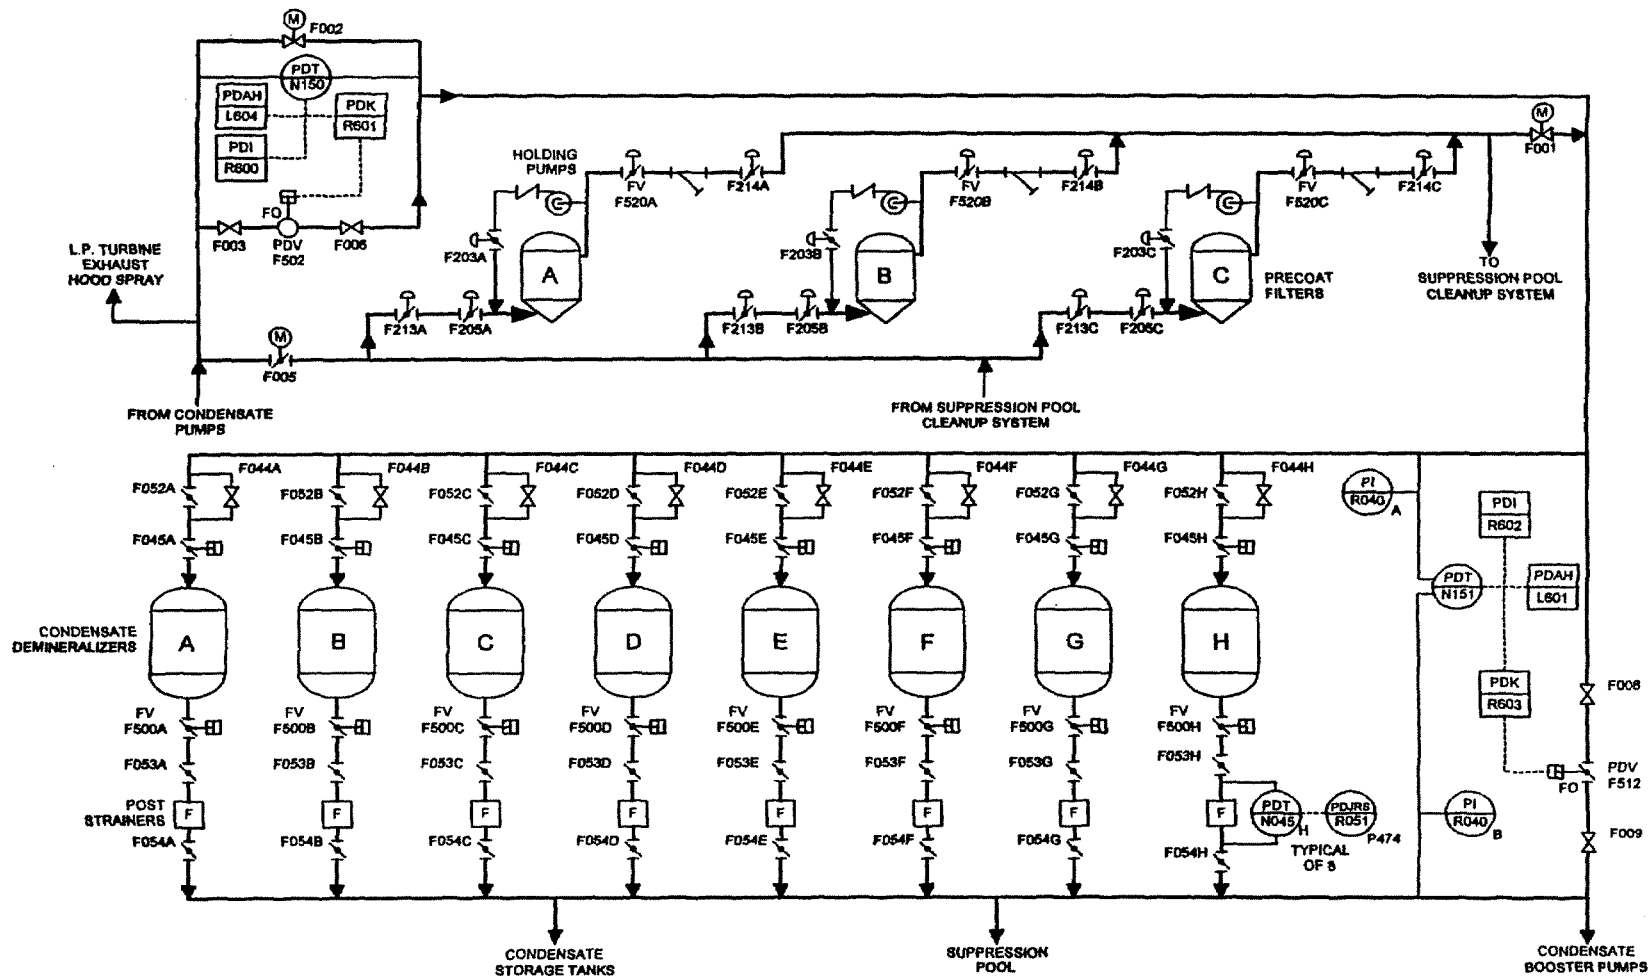 M
F002
PDT
N150
PDAH
L604
PDK
R601
PDI
R600
FO
F003
PDV
F502
F006
L.P. TURBINE
EXHAUST
HOOD SPRAY
M
F005
FROM CONDENSATE
PUMPS
HOLDING
PUMPS
FV
F520A
F214A
F203A
A
F213A
F205A
FV
F520B
F214B
F203B
B
F213B
F205B
FV
F520C
F214C
F203C
C
F213C
F205C
PRECOAT
FILTERS
M
F001
TO
SUPPRESSION POOL
CLEANUP SYSTEM
FROM SUPPRESSION POOL
CLEANUP SYSTEM
F044A
F044B
F044C
F044D
F044E
F044F
F044G
F044H
F052A
F052B
F052C
F052D
F052E
F052F
F052G
F052H
F045A
F045B
F045C
F045D
F045E
F045F
F045G
F045H
CONDENSATE
DEMINERALIZERS
A
B
C
D
E
F
G
H
FV
F500A
FV
F500B
FV
F500C
FV
F500D
FV
F500E
FV
F500F
FV
F500G
FV
F500H
F053A
F053B
F053C
F053D
F053E
F053F
F053G
F053H
POST
STRAINERS
F
F
F
F
F
F
F
F
F054A
F054B
F054C
F054D
F054E
F054F
F054G
F054H
PDT
N045
H
PDJRS
R051
P474
TYPICAL
OF 8
PI
R040
A
PDI
R602
PDT
N151
PDAH
L601
PDK
R603
F008
PDV
F512
FO
PI
R040
B
F009
CONDENSATE
STORAGE TANKS
SUPPRESSION
POOL
CONDENSATE
BOOSTER PUMPS